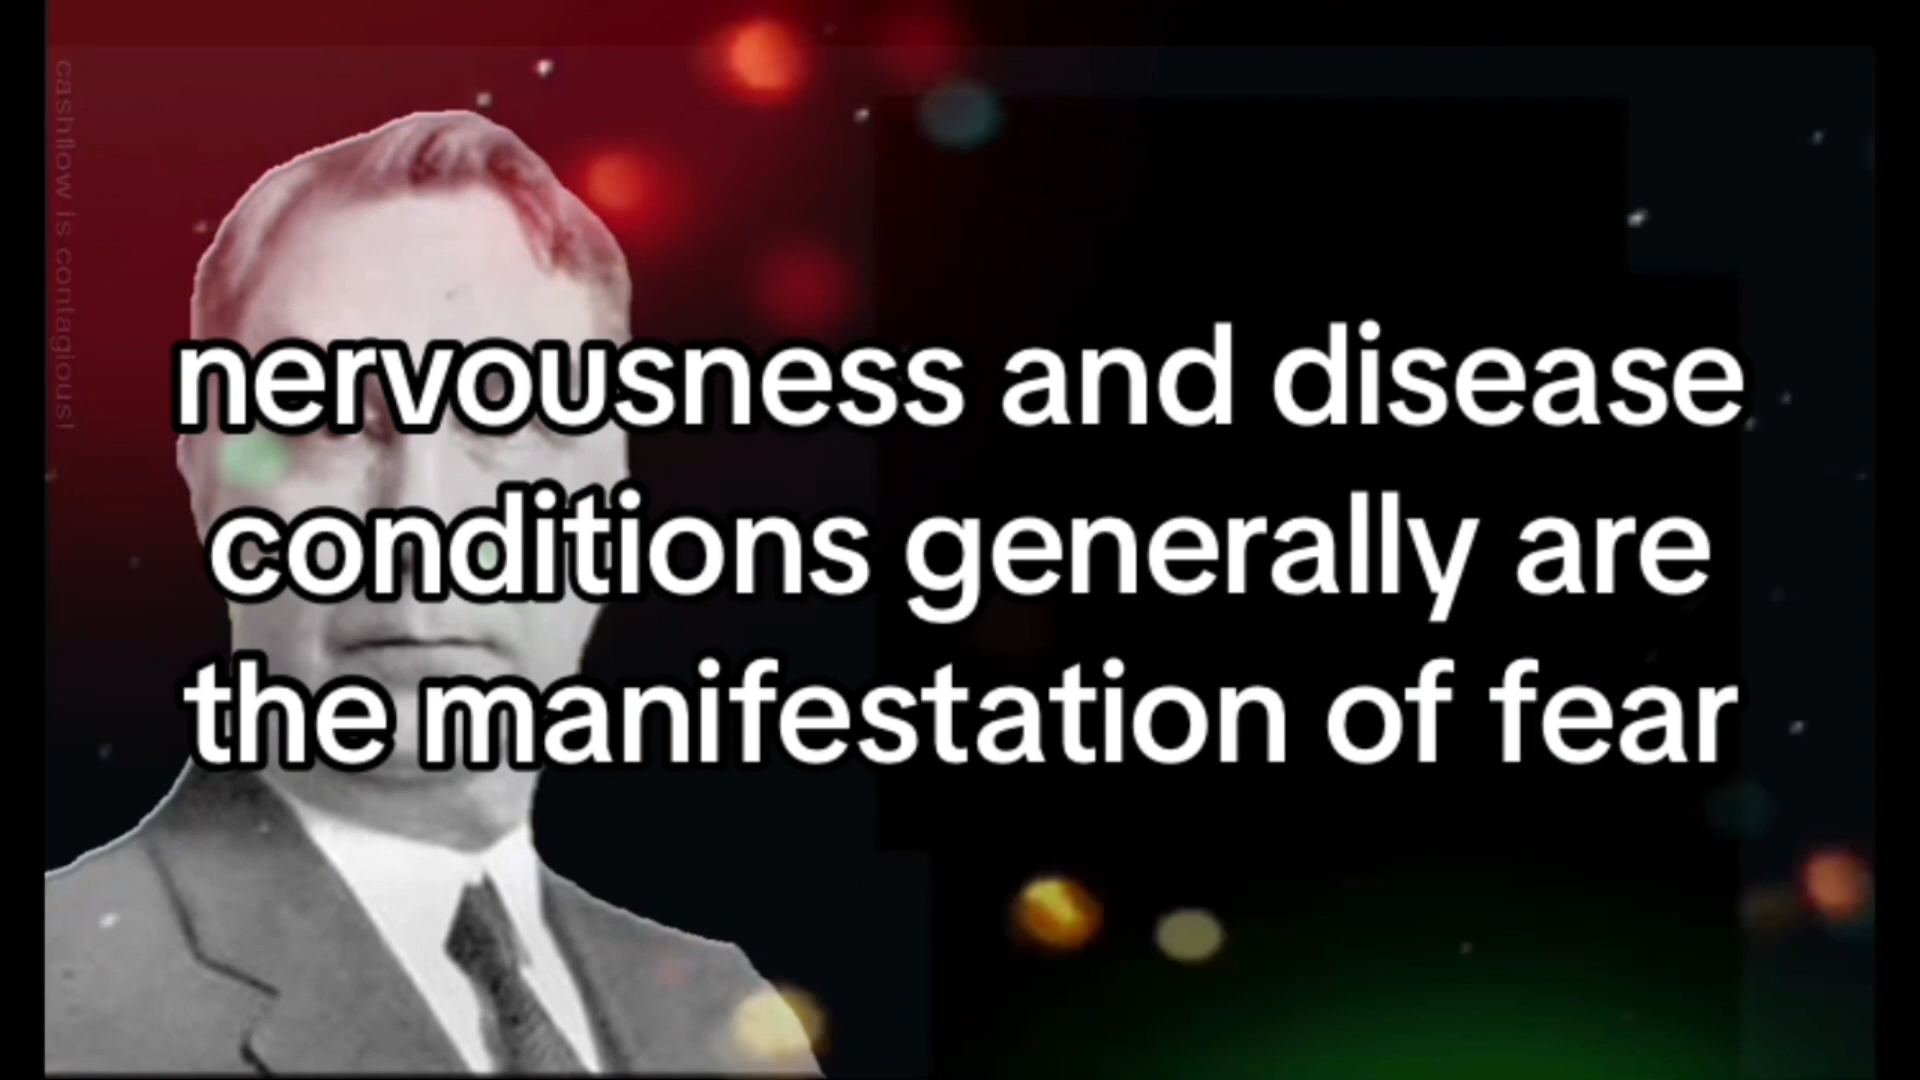 cashflow is contagious!
nervousness and disease
conditions generally are
the manifestation of fear